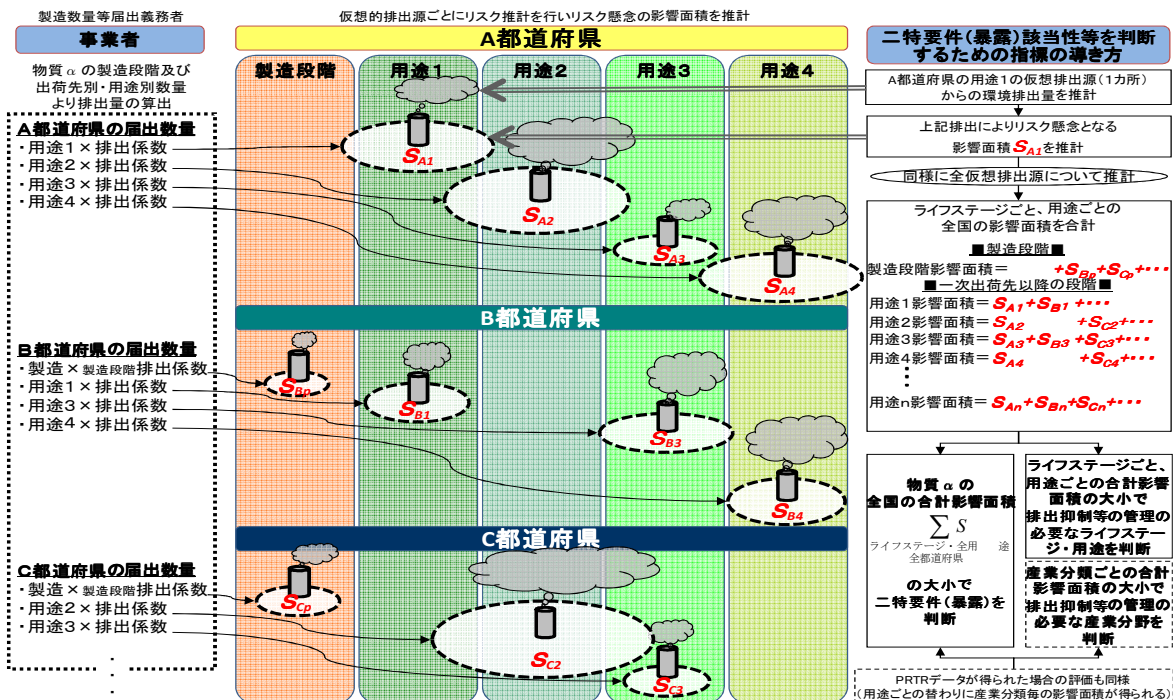 製造数量等届出義務者
事業者
物質αの製造段階及び
出荷先別・用途別数量
より排出量の算出
A都道府県の届出数量
・用途1×排出係数
・用途2×排出係数
・用途3×排出係数
・用途4×排出係数
B都道府県の届出数量
・製造×製造段階排出係数
・用途1×排出係数
・用途3×排出係数
・用途4×排出係数
C都道府県の届出数量
・製造×製造段階排出係数
・用途2×排出係数
・用途3×排出係数
・
・
仮想的排出源ごとにリスク推計を行いリスク懸念の影響面積を推計
A都道府県
製造段階 用途1 用途2 用途3 用途4
SA1
SA2
SA3
SA4
B都道府県
SBp
SB1
SB3
SB4
C都道府県
SCp
SC2
SC3
二特要件(暴露)該当性等を判断
するための指標の導き方
A都道府県の用途1の仮想排出源(1カ所)
からの環境排出量を推計
上記排出によりリスク懸念となる
影響面積SA1を推計
同様に全仮想排出源について推計
ライフステージごと、用途ごとの
全国の影響面積を合計
■製造段階■
製造段階影響面積= +SBp+SCp+・・・
■一次出荷先以降の段階■
用途1影響面積=SA1+SB1 +・・・
用途2影響面積=SA2 +SC2+・・・
用途3影響面積=SA3+SB3 +SC3+・・・
用途4影響面積=SA4 +SC4+・・・
・
・
・
用途n影響面積=SAn+SBn+SCn+・・・
物質αの
全国の合計影響面積
∑S
ライフステージ・全用 途
全都道府県
の大小で
二特要件(暴露)を
判断
ライフステージごと、
用途ごとの合計影響
面積の大小で
排出抑制等の管理の
必要なライフステー
ジ・用途を判断
産業分類ごとの合計
影響面積の大小で
排出抑制等の管理の
必要な産業分野を
判断
PRTRデータが得られた場合の評価も同様
(用途ごとの替わりに産業分類毎の影響面積が得られる)